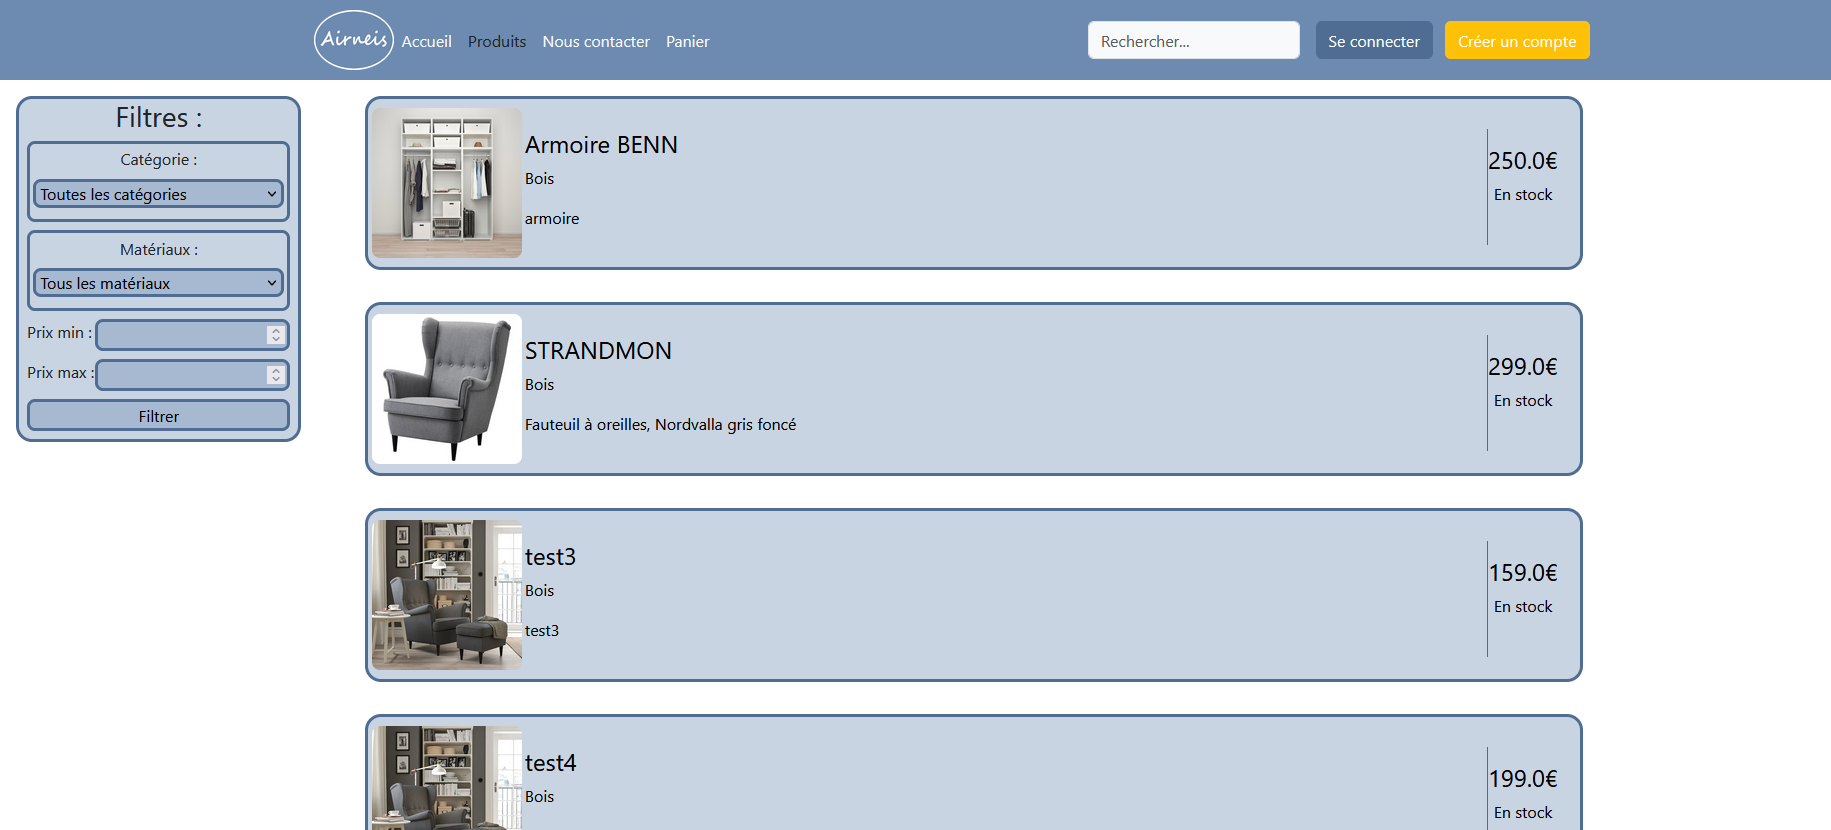 Airneis
Accueil
Produits
Nous contacter
Panier
Rechercher...
Se connecter
Créer un compte
Filtres :
Catégorie :
Toutes les catégories
Matériaux :
Tous les matériaux
Prix min :
Prix max :
Filtrer
Armoire BENN
Bois
armoire
250.0€
En stock
STRANDMON
Bois
Fauteuil à oreilles, Nordvalla gris foncé
299.0€
En stock
test3
Bois
test3
159.0€
En stock
test4
Bois
199.0€
En stock